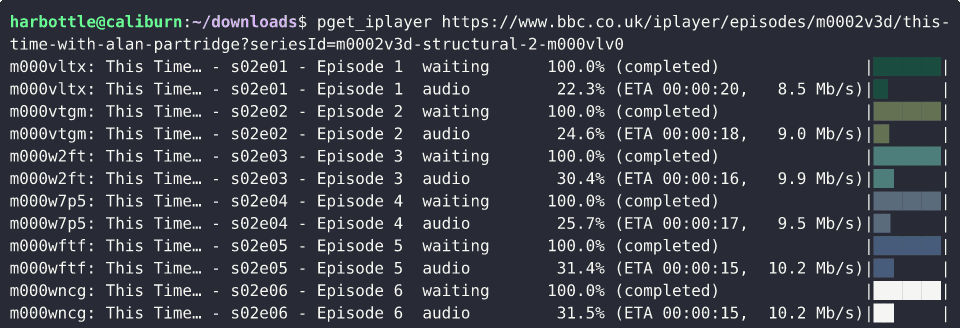 harbottle@caliburn:~/downloads$ pget_iplayer https://www.bbc.co.uk/iplayer/episodes/m0002v3d/this-
time-with-alan-partridge?seriesId=m0002v3d-structural-2-m000vlv0
m000vltx: This Time… - s02e01 - Episode 1  waiting      100.0% (completed)                |          |
m000vltx: This Time… - s02e01 - Episode 1  audio         22.3% (ETA 00:00:20,   8.5 Mb/s)|          |
m000vtgm: This Time… - s02e02 - Episode 2  waiting      100.0% (completed)                |          |
m000vtgm: This Time… - s02e02 - Episode 2  audio         24.6% (ETA 00:00:18,   9.0 Mb/s)|          |
m000w2ft: This Time… - s02e03 - Episode 3  waiting      100.0% (completed)                |          |
m000w2ft: This Time… - s02e03 - Episode 3  audio         30.4% (ETA 00:00:16,   9.9 Mb/s)|          |
m000w7p5: This Time… - s02e04 - Episode 4  waiting      100.0% (completed)                |          |
m000w7p5: This Time… - s02e04 - Episode 4  audio         25.7% (ETA 00:00:17,   9.5 Mb/s)|          |
m000wftf: This Time… - s02e05 - Episode 5  waiting      100.0% (completed)                |          |
m000wftf: This Time… - s02e05 - Episode 5  audio         31.4% (ETA 00:00:15,  10.2 Mb/s)|          |
m000wncg: This Time… - s02e06 - Episode 6  waiting      100.0% (completed)                |          |
m000wncg: This Time… - s02e06 - Episode 6  audio         31.5% (ETA 00:00:15,  10.2 Mb/s)|          |